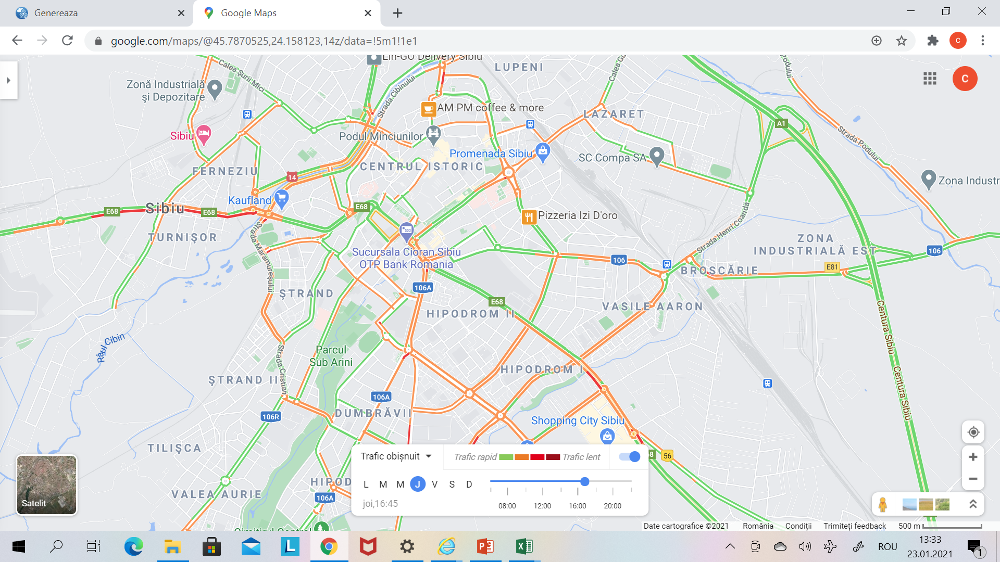 Genereaza
Google Maps
google.com/maps/@45.7870525,24.158123,14z/data=!5m1!1e1
C
C
Lin-GO Delivery Sibiu
LUPENI
Calea Șurii Mici
Zonă Industrială
și Depozitare
Strada Cibinului
Calea Gu
Podului
AM PM coffee & more
LAZARET
A1
Strada Podului
Sibiu
Podul Minciunilor
Promenada Sibiu
SC Compa SA
FERNEZIU
CENTRUL ISTORIC
14
Zona Industr
Kaufland
Sibiu
E68
E68
E68
Pizzeria Izi D'oro
Strada Henri Coandă
TURNIȘOR
Strada Maramureșului
100
Sucursala Cioran Sibiu
OTP Bank Romania
ZONA
INDUSTRIALĂ EST
106
106
E81
BROSCĂRIE
106A
ȘTRAND
E68
HIPODROM II
VASILE AARON
Centura Sibiu
Râul Cibin
Parcul
Sub Arini
Strada Cristian
HIPODROM I
ȘTRAND II
Centura Sibiu
106A
106R
DUMBRĂVII
Shopping City Sibiu
TILIȘCA
Trafic obișnuit
Trafic rapid
Trafic lent
68
56
VALEA AURIE
HIPOD
106A
L M M J V S D
joi,16:45
08:00 12:00 16:00 20:00
Satelit
Cimitirul Central
Date cartografice ©2021 România Condiții Trimiteți feedback 500 m
ROU
13:33
23.01.2021
1